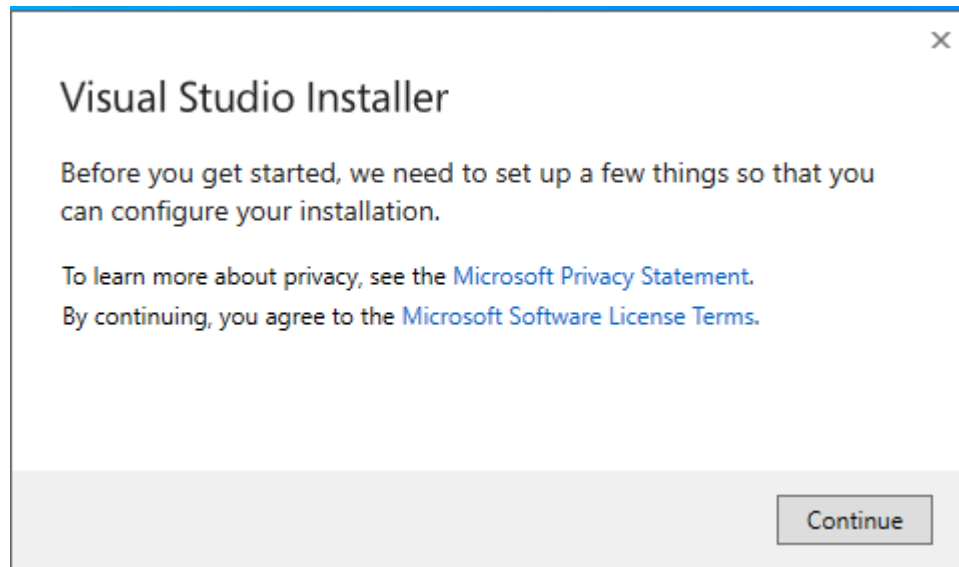 Visual Studio Installer
Before you get started, we need to set up a few things so that you
can configure your installation.
To learn more about privacy, see the Microsoft Privacy Statement.
By continuing, you agree to the Microsoft Software License Terms.
Continue